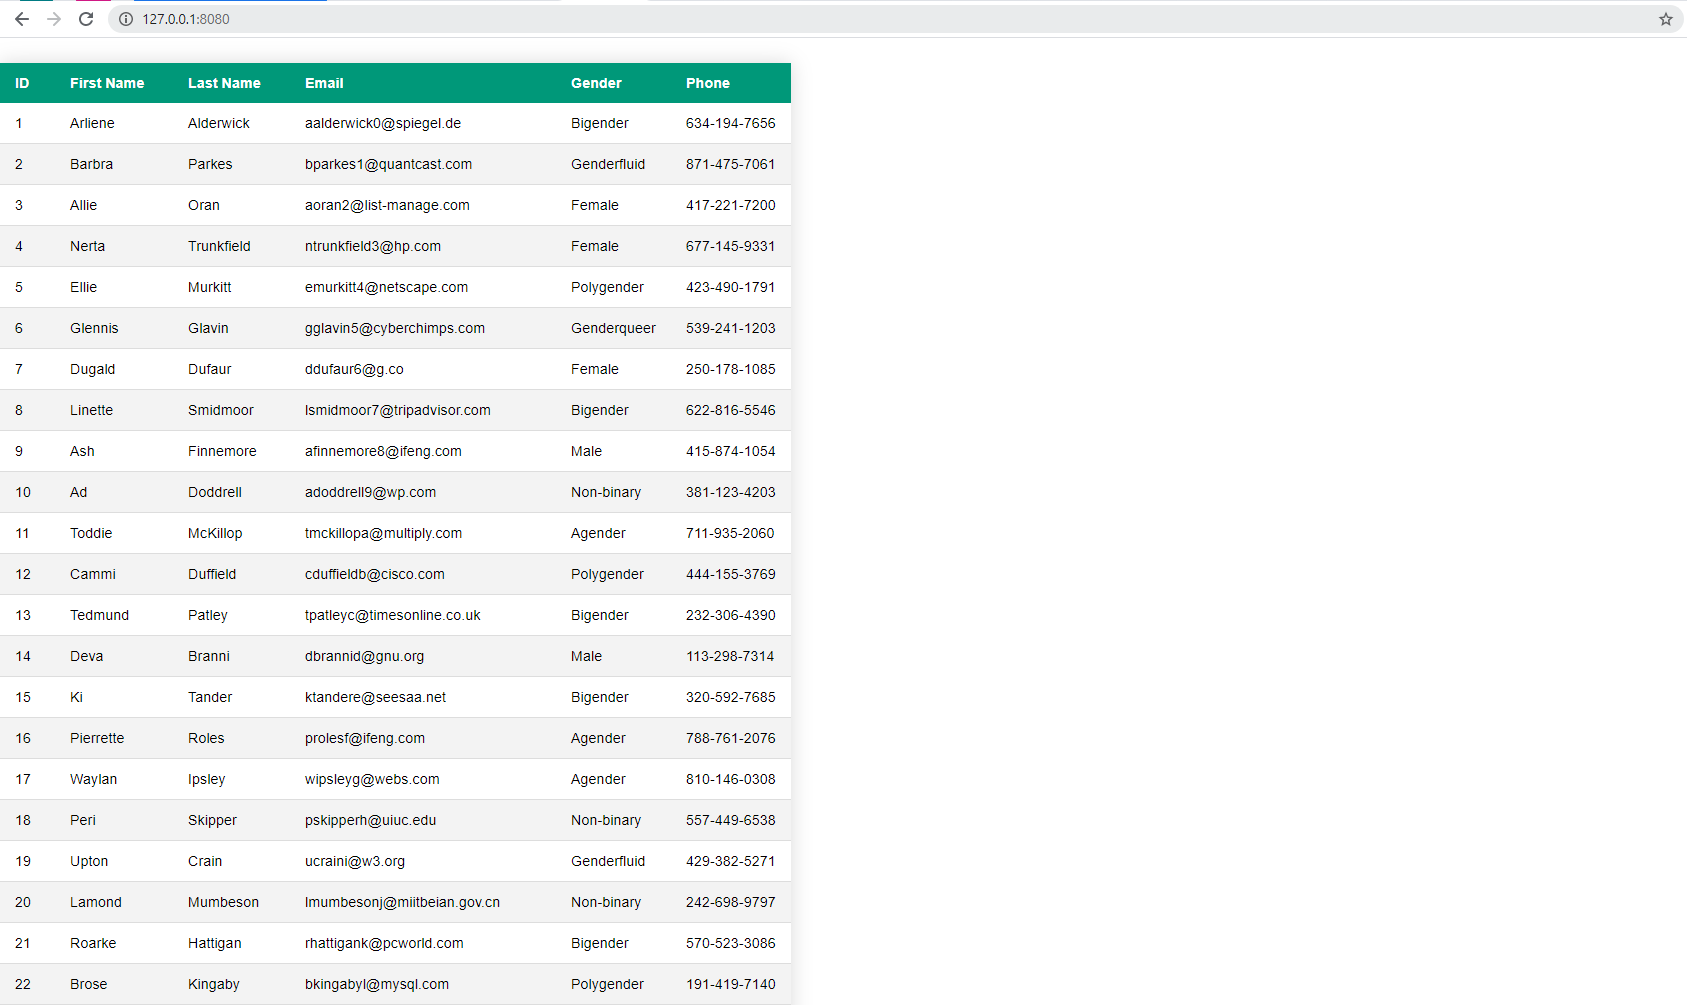 127.0.0.1:8080
ID First Name Last Name Email Gender Phone
1 Arliene Alderwick aalderwick0@spiegel.de Bigender 634-194-7656
2 Barbra Parkes bparkes1@quantcast.com Genderfluid 871-475-7061
3 Allie Oran aoran2@list-manage.com Female 417-221-7200
4 Nerta Trunkfield ntrunkfield3@hp.com Female 677-145-9331
5 Ellie Murkitt emurkitt4@netscape.com Polygender 423-490-1791
6 Glennis Glavin gglavin5@cyberchimps.com Genderqueer 539-241-1203
7 Dugald Dufaur ddufaur6@g.co Female 250-178-1085
8 Linette Smidmoor lsmidmoor7@tripadvisor.com Bigender 622-816-5546
9 Ash Finnemore afinnemore8@ifeng.com Male 415-874-1054
10 Ad Doddrell adoddrell9@wp.com Non-binary 381-123-4203
11 Toddie McKillop tmckillopa@multiply.com Agender 711-935-2060
12 Cammi Duffield cduffieldb@cisco.com Polygender 444-155-3769
13 Tedmund Patley tpatleyc@timesonline.co.uk Bigender 232-306-4390
14 Deva Branni dbrannid@gnu.org Male 113-298-7314
15 Ki Tander ktandere@seesaa.net Bigender 320-592-7685
16 Pierrette Roles prolesf@ifeng.com Agender 788-761-2076
17 Waylan Ipsley wipsleyg@webs.com Agender 810-146-0308
18 Peri Skipper pskipperh@uiuc.edu Non-binary 557-449-6538
19 Upton Crain ucraini@w3.org Genderfluid 429-382-5271
20 Lamond Mumbeson lmumbesonj@miitbeian.gov.cn Non-binary 242-698-9797
21 Roarke Hattigan rhattigank@pcworld.com Bigender 570-523-3086
22 Brose Kingaby bkingabyl@mysql.com Polygender 191-419-7140